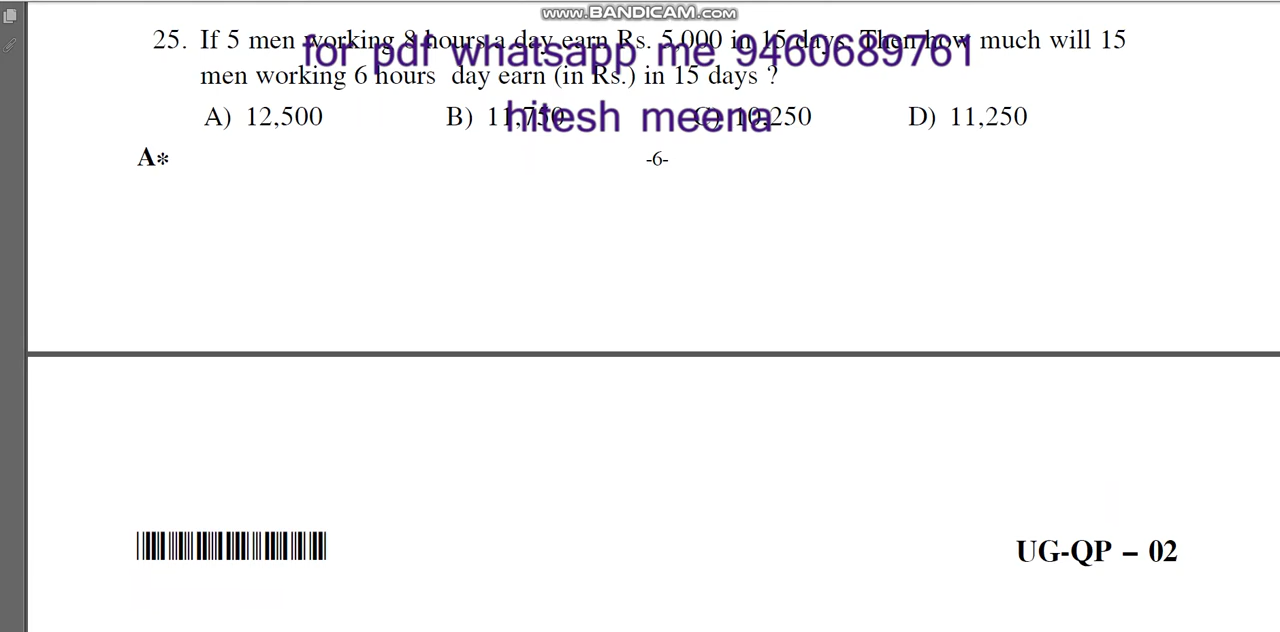 www.BANDICAM.com
25. If 5 men working 8 hours a day earn Rs. 5,000 in 15 days. Then how much will 15
for pdf whatsapp me 9460689761
men working 6 hours day earn (in Rs.) in 15 days ?
A) 12,500 B) 11,750 C) 10,250 D) 11,250
hitesh meena
A* -6-
UG-QP – 02